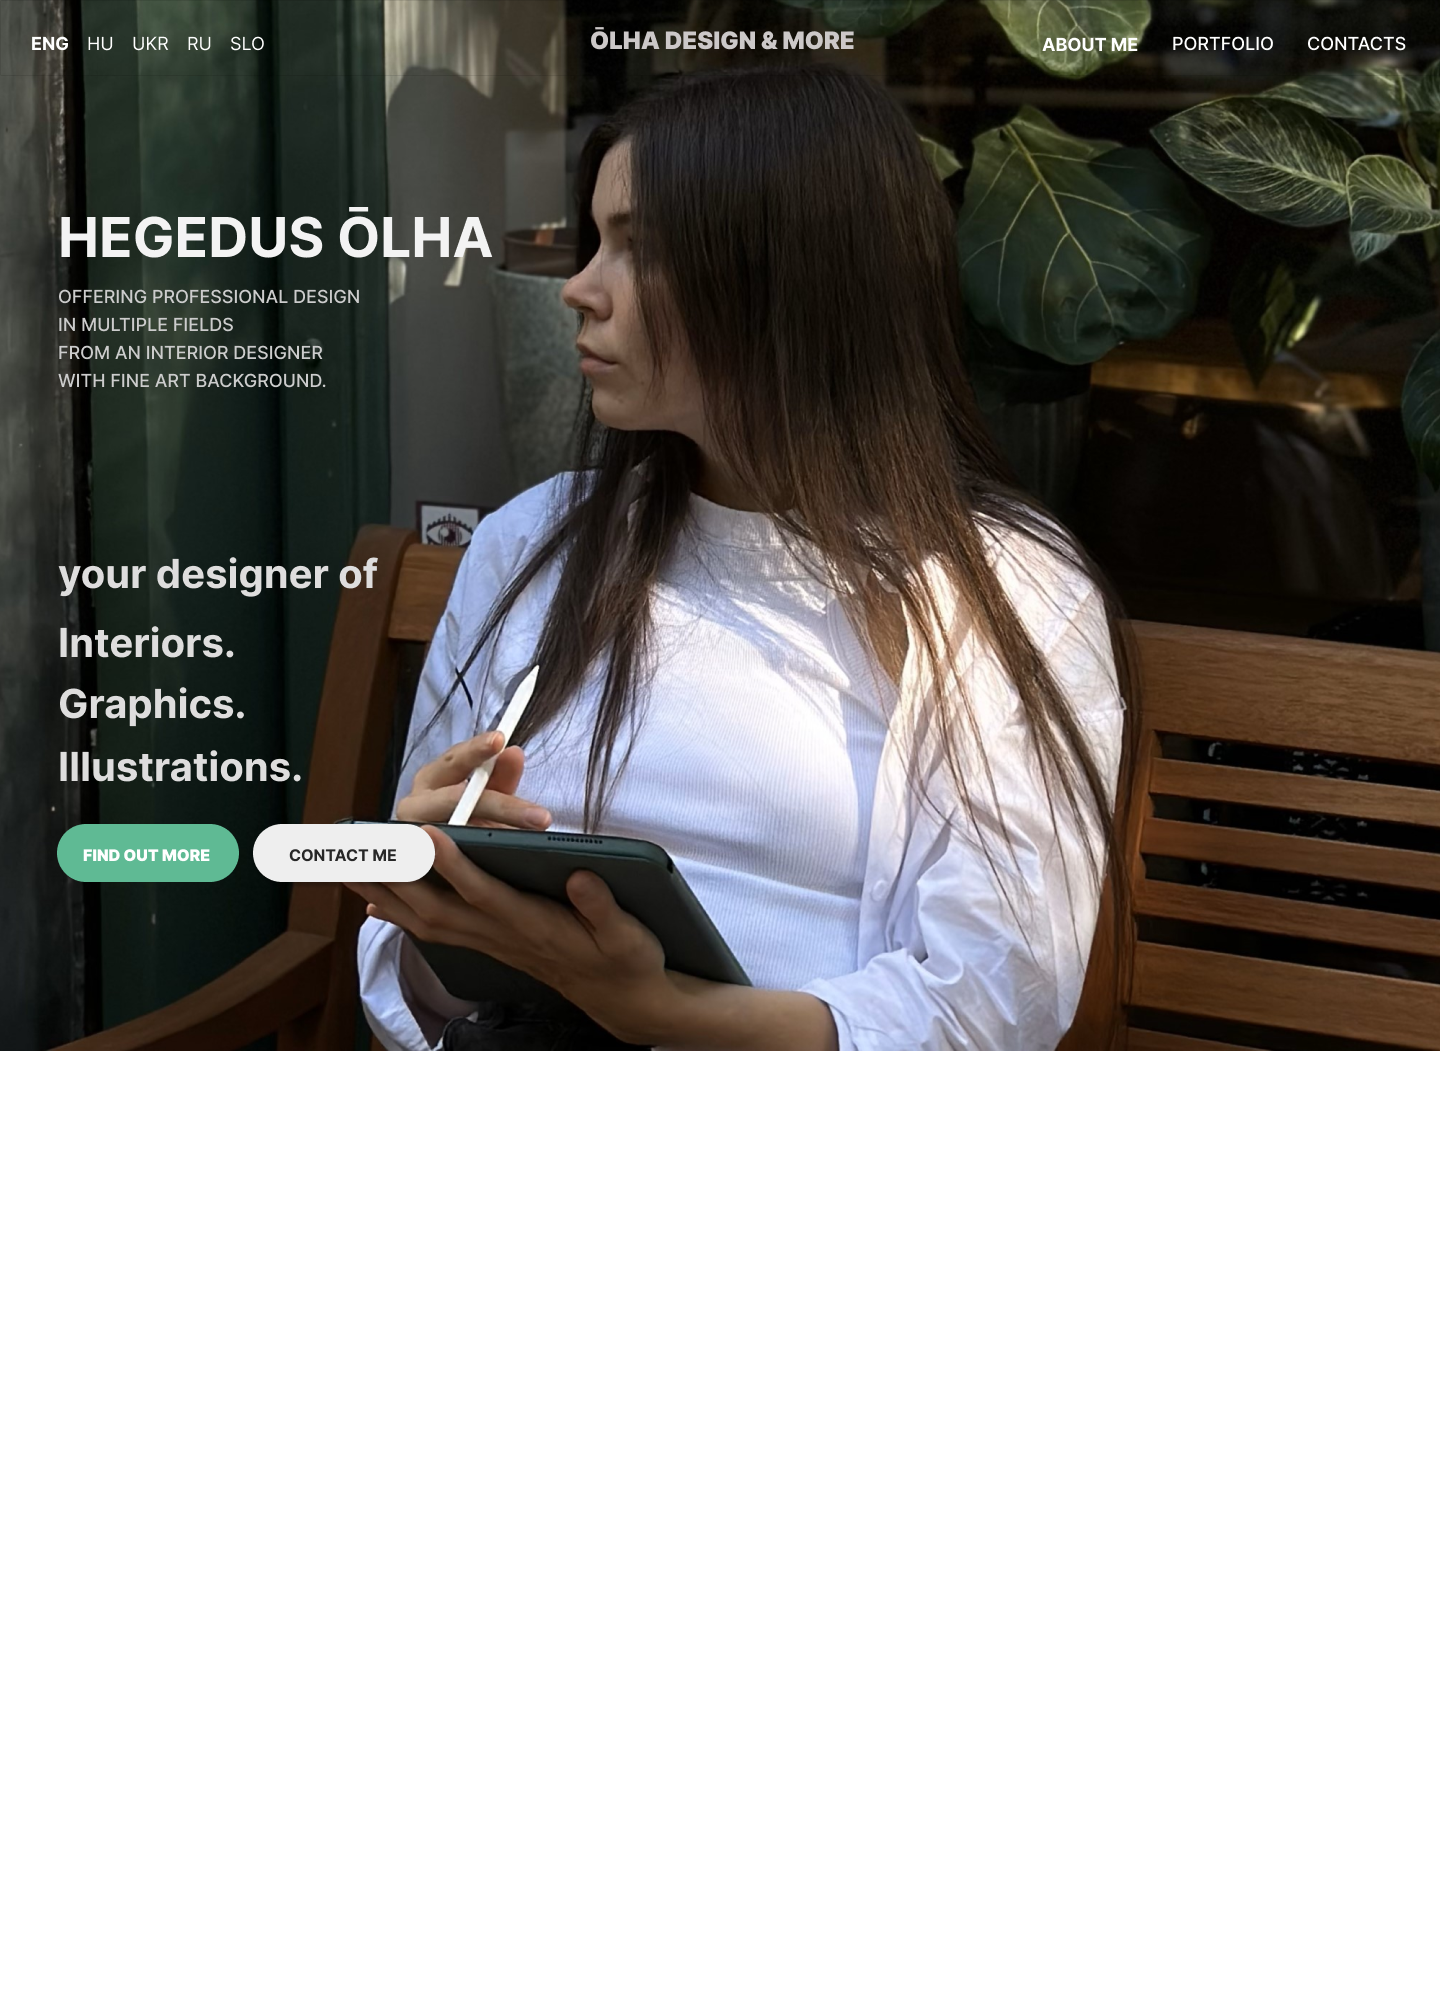 ENG HU UKR RU SLO
ŌLHA DESIGN & MORE
ABOUT ME PORTFOLIO CONTACTS
HEGEDUS ŌLHA
OFFERING PROFESSIONAL DESIGN
IN MULTIPLE FIELDS
FROM AN INTERIOR DESIGNER
WITH FINE ART BACKGROUND.
your designer of
Interiors.
Graphics.
Illustrations.
FIND OUT MORE CONTACT ME